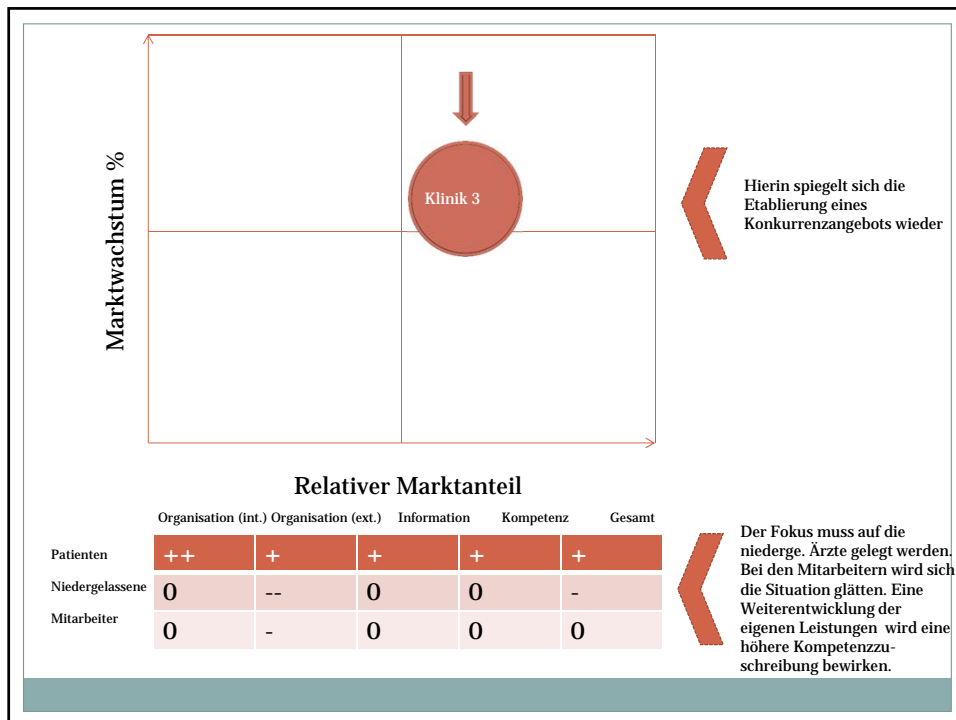 Marktwachstum %
Klinik 3
Hierin spiegelt sich die
Etablierung eines
Konkurrenzangebots wieder
Relativer Marktanteil
Organisation (int.) Organisation (ext.) Information Kompetenz Gesamt
Patienten ++ + + + +
Niedergelassene 0 -- 0 0 -
Mitarbeiter 0 - 0 0 0
Der Fokus muss auf die
niederge. Ärzte gelegt werden.
Bei den Mitarbeitern wird sich
die Situation glätten. Eine
Weiterentwicklung der
eigenen Leistungen wird eine
höhere Kompetenzzu-
schreibung bewirken.